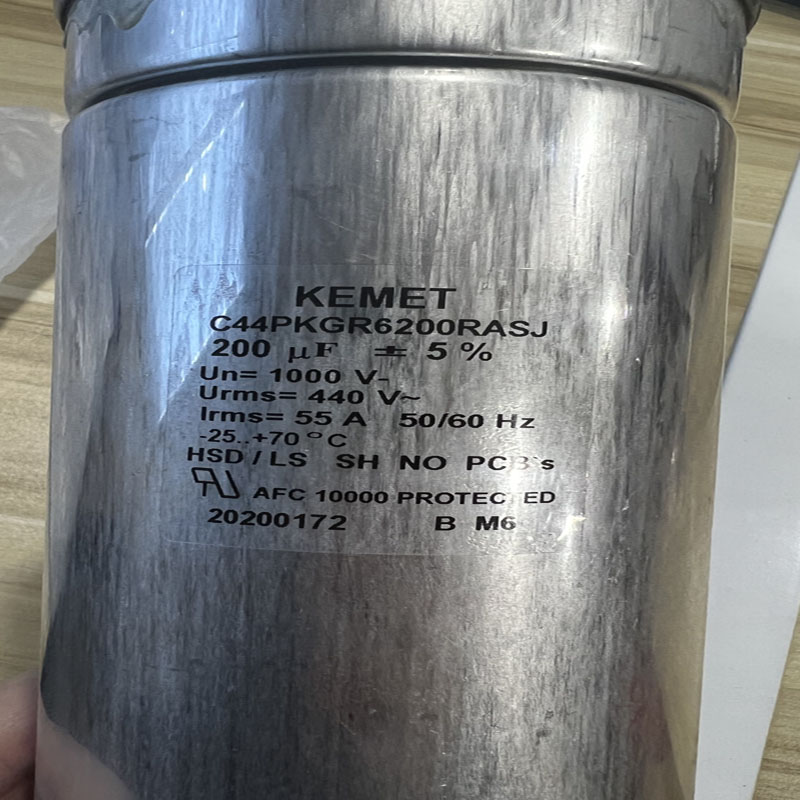 KEMET
C44PKGR6200RASJ
200 µF ± 5 %
Un= 1000 V-
Urms= 440 V~
Irms= 55 A 50/60 Hz
-25..+70 °C
HSD / LS SH NO PCB's
AFC 10000 PROTECTED
20200172 B M6